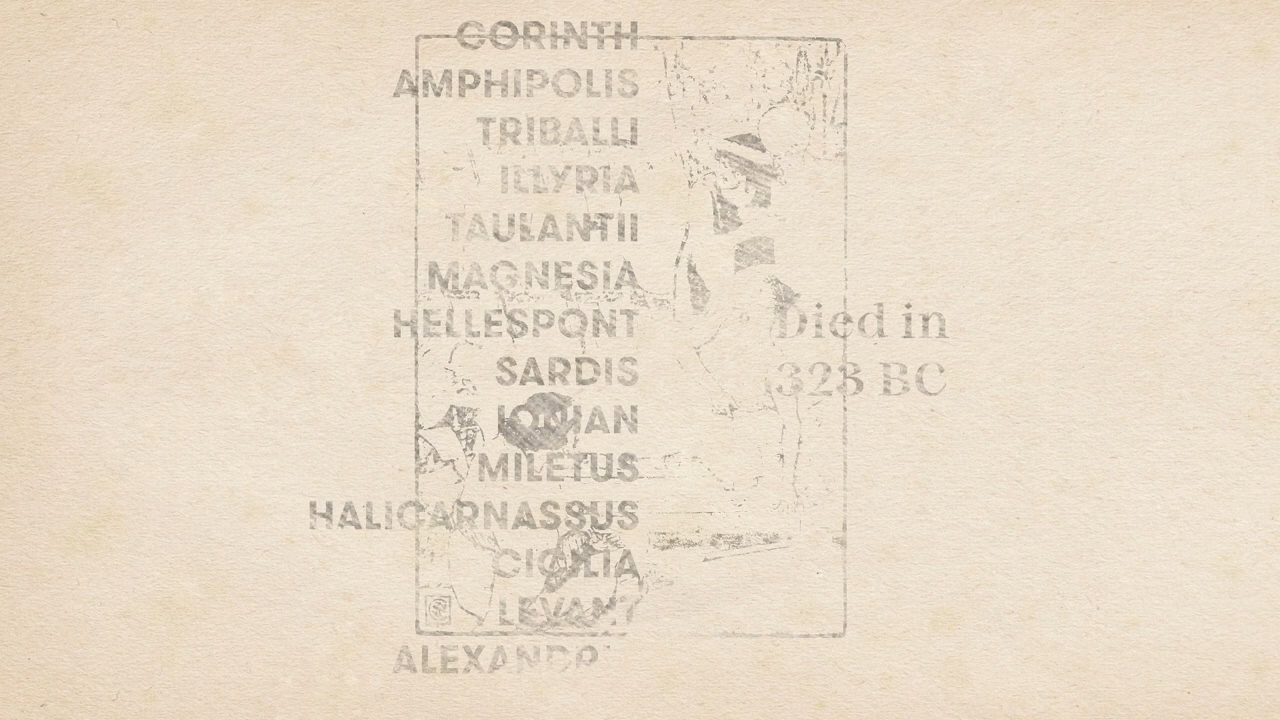 CORINTH
AMPHIPOLIS
TRIBALLI
ILLYRIA
TAULANTII
MAGNESIA
HELLESPONT
SARDIS
IONIAN
MILETUS
HALICARNASSUS
CICILIA
LEVANT
Died in
323 BC